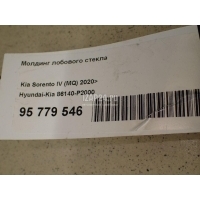 Молдинг лобового стекла
Kia Sorento IV (MQ) 2020>
Hyundai-Kia 86140-P2000
95 779 546